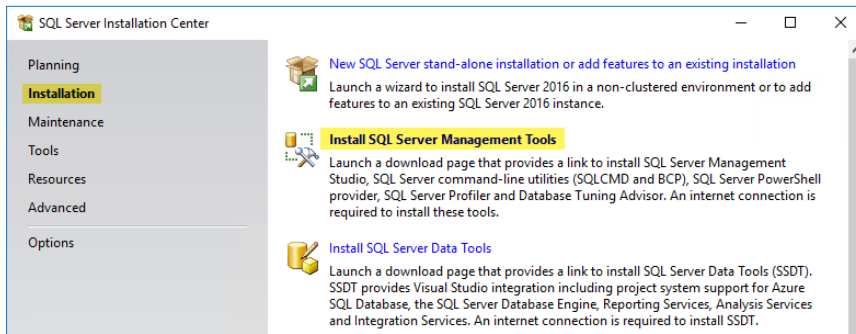 SQL Server Installation Center
Planning
Installation
Maintenance
Tools
Resources
Advanced
Options
New SQL Server stand-alone installation or add features to an existing installation
Launch a wizard to install SQL Server 2016 in a non-clustered environment or to add
features to an existing SQL Server 2016 instance.
Install SQL Server Management Tools
Launch a download page that provides a link to install SQL Server Management
Studio, SQL Server command-line utilities (SQLCMD and BCP), SQL Server PowerShell
provider, SQL Server Profiler and Database Tuning Advisor. An internet connection is
required to install these tools.
Install SQL Server Data Tools
Launch a download page that provides a link to install SQL Server Data Tools (SSDT).
SSDT provides Visual Studio integration including project system support for Azure
SQL Database, the SQL Server Database Engine, Reporting Services, Analysis Services
and Integration Services. An internet connection is required to install SSDT.